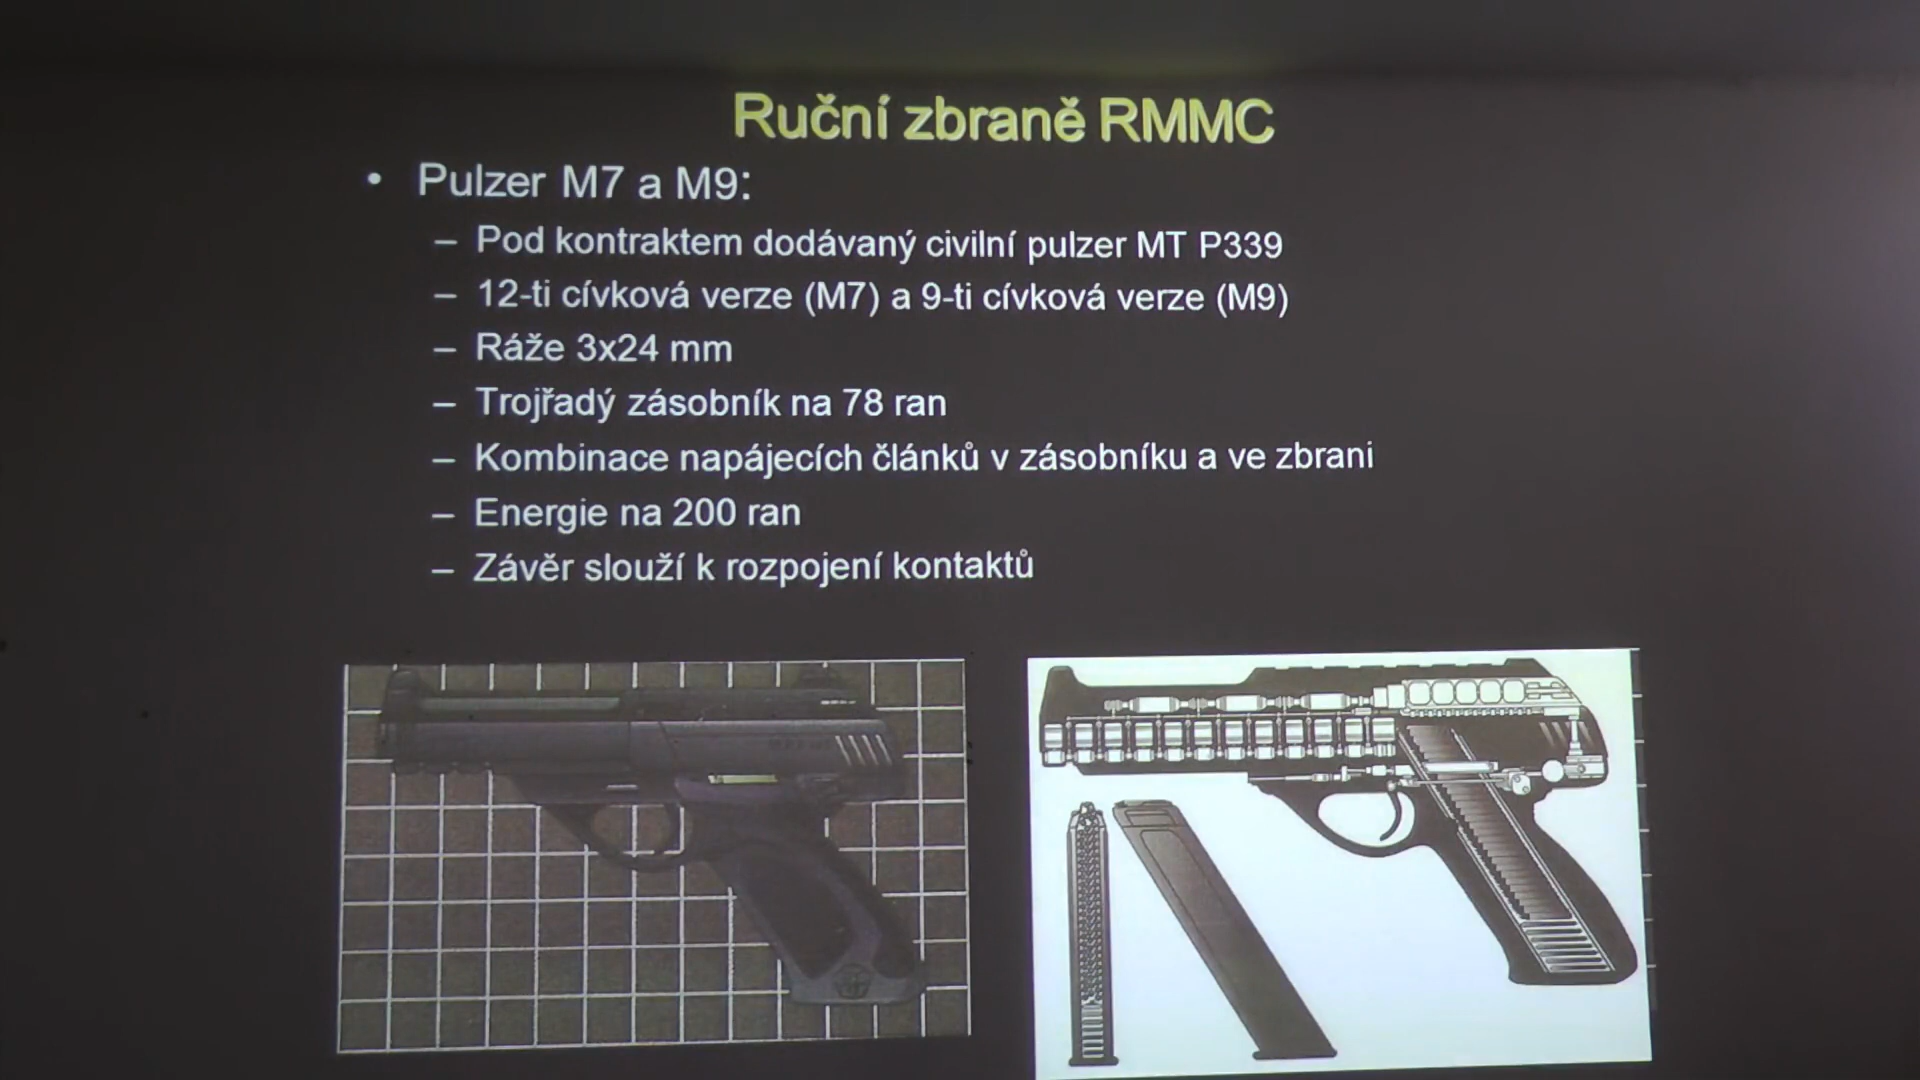 Ruční zbraně RMMC
• Pulzer M7 a M9:
– Pod kontraktem dodávaný civilní pulzer MT P339
– 12-ti cívková verze (M7) a 9-ti cívková verze (M9)
– Ráže 3x24 mm
– Trojřadý zásobník na 78 ran
– Kombinace napájecích článků v zásobníku a ve zbrani
– Energie na 200 ran
– Závěr slouží k rozpojení kontaktů